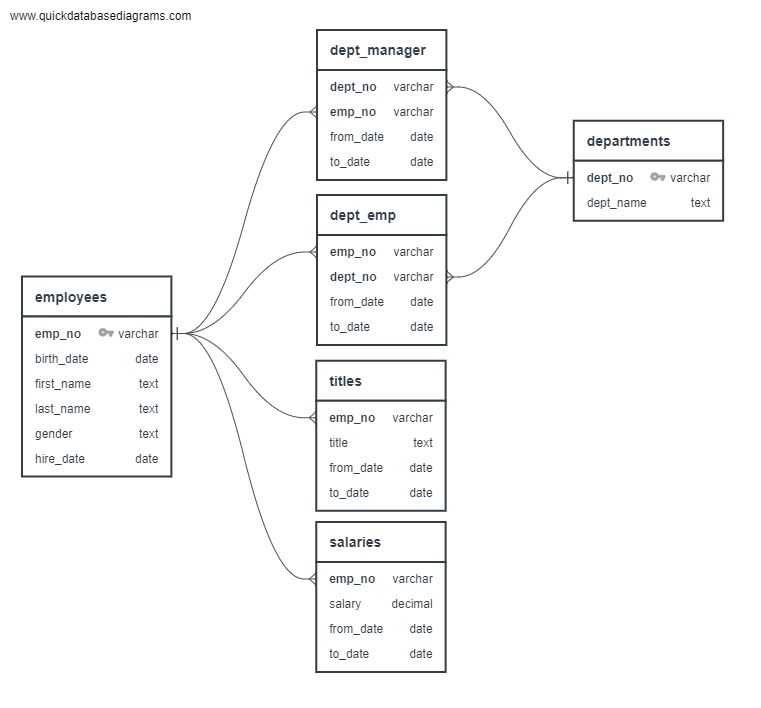 www.quickdatabasediagrams.com
dept_manager
dept_no varchar
emp_no varchar
from_date date
to_date date
departments
dept_no varchar
dept_name text
dept_emp
emp_no varchar
dept_no varchar
from_date date
to_date date
employees
emp_no varchar
birth_date date
first_name text
last_name text
gender text
hire_date date
titles
emp_no varchar
title text
from_date date
to_date date
salaries
emp_no varchar
salary decimal
from_date date
to_date date